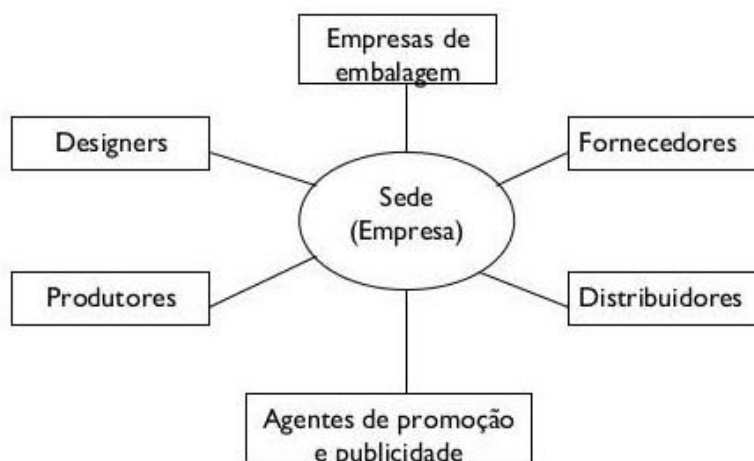 Empresas de
embalagem
Designers
Fornecedores
Sede
(Empresa)
Produtores
Distribuidores
Agentes de promoção
e publicidade